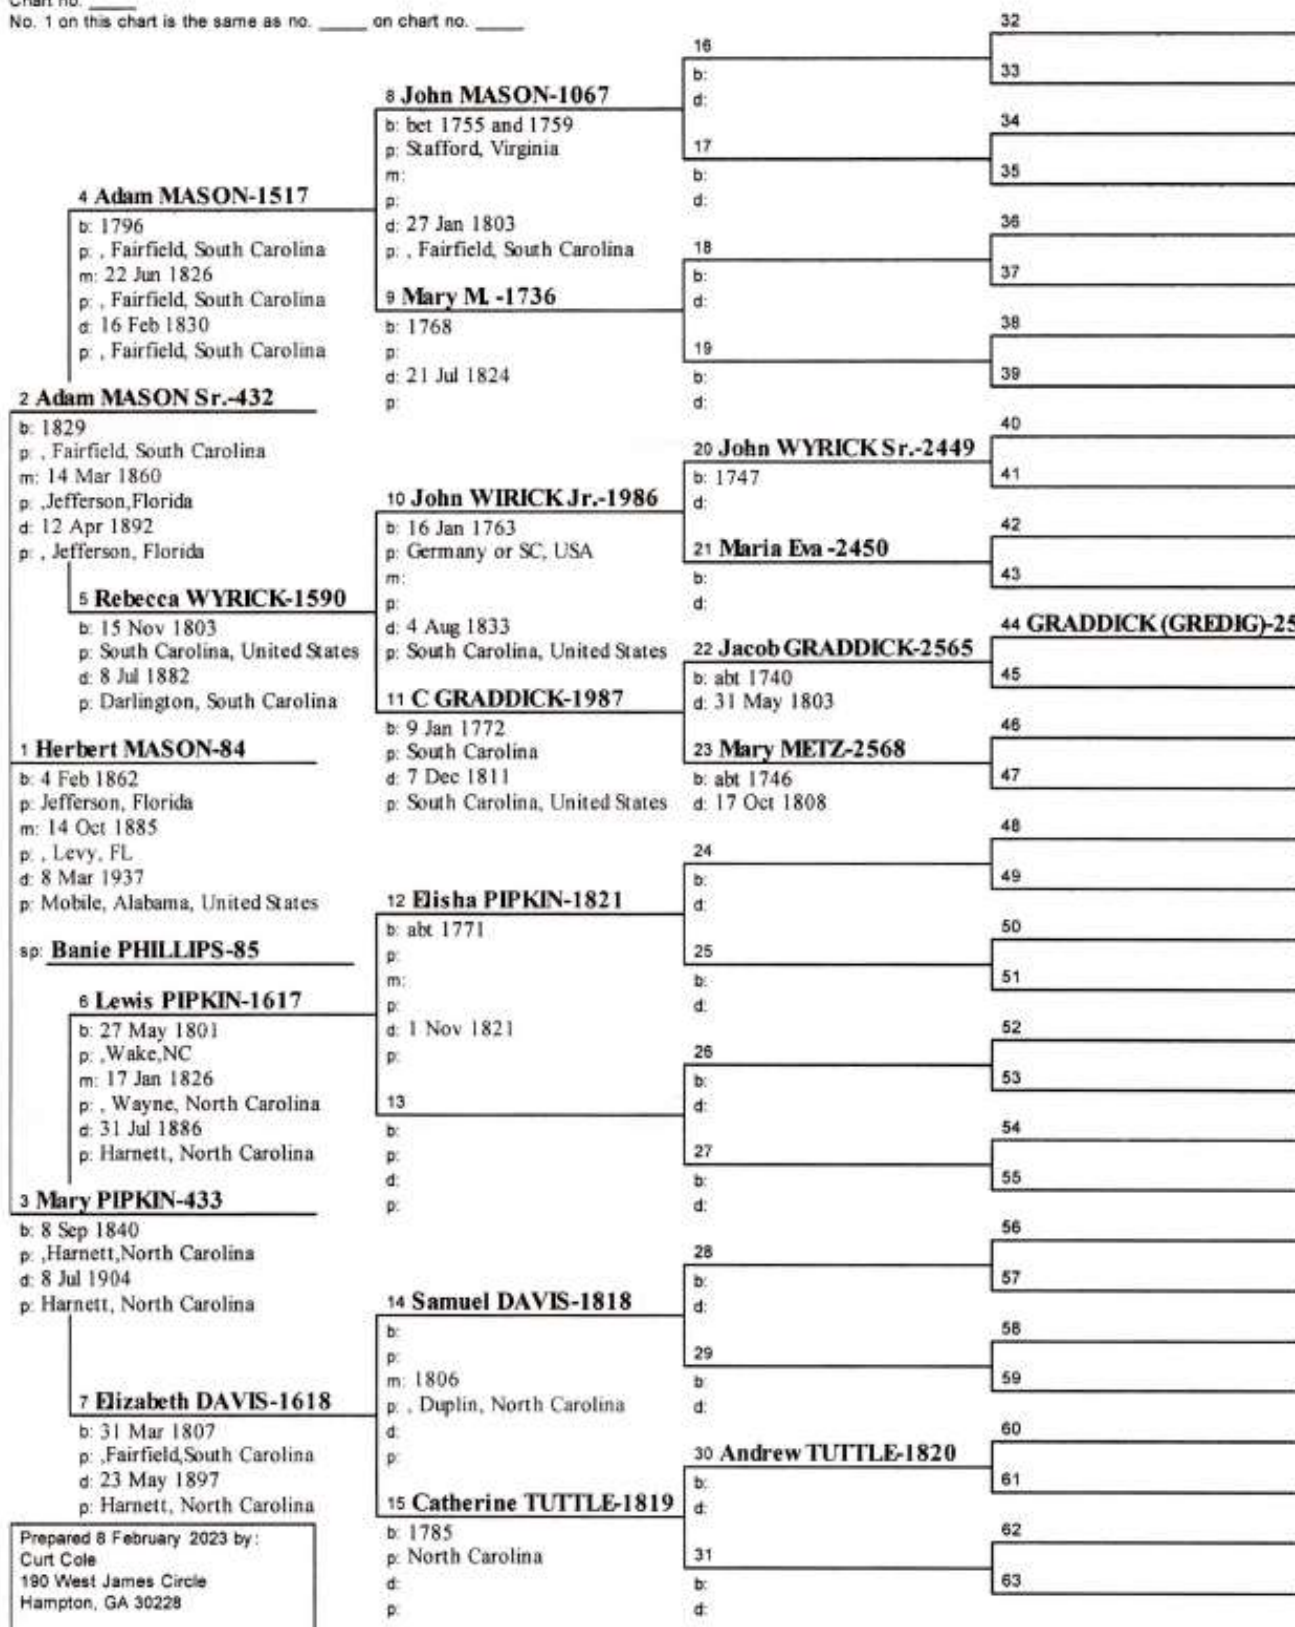 Chart no. _____
No. 1 on this chart is the same as no. _____ on chart no. _____
2 Adam MASON Sr.-432
b: 1829
p: , Fairfield, South Carolina
m: 14 Mar 1860
p: ,Jefferson,Florida
d: 12 Apr 1892
p: , Jefferson, Florida
1 Herbert MASON-84
b: 4 Feb 1862
p: Jefferson, Florida
m: 14 Oct 1885
p: , Levy, FL
d: 8 Mar 1937
p: Mobile, Alabama, United States
sp: Banie PHILLIPS-85
3 Mary PIPKIN-433
b: 8 Sep 1840
p: ,Harnett,North Carolina
d: 8 Jul 1904
p: Harnett, North Carolina
4 Adam MASON-1517
b: 1796
p: , Fairfield, South Carolina
m: 22 Jun 1826
p: , Fairfield, South Carolina
d: 16 Feb 1830
p: , Fairfield, South Carolina
5 Rebecca WYRICK-1590
b: 15 Nov 1803
p: South Carolina, United States
d: 8 Jul 1882
p: Darlington, South Carolina
6 Lewis PIPKIN-1617
b: 27 May 1801
p: ,Wake,NC
m: 17 Jan 1826
p: , Wayne, North Carolina
d: 31 Jul 1886
p: Harnett, North Carolina
7 Elizabeth DAVIS-1618
b: 31 Mar 1807
p: ,Fairfield,South Carolina
d: 23 May 1897
p: Harnett, North Carolina
Prepared 8 February 2023 by:
Curt Cole
190 West James Circle
Hampton, GA 30228
8 John MASON-1067
b: bet 1755 and 1759
p: Stafford, Virginia
m:
p:
d: 27 Jan 1803
p: , Fairfield, South Carolina
9 Mary M. -1736
b: 1768
p:
d: 21 Jul 1824
p:
10 John WIRICK Jr.-1986
b: 16 Jan 1763
p: Germany or SC, USA
m:
p:
d: 4 Aug 1833
p: South Carolina, United States
11 C GRADDICK-1987
b: 9 Jan 1772
p: South Carolina
d: 7 Dec 1811
p: South Carolina, United States
12 Elisha PIPKIN-1821
b: abt 1771
p:
m:
p:
d: 1 Nov 1821
p:
13
b:
p:
d:
p:
14 Samuel DAVIS-1818
b:
p:
m: 1806
p: , Duplin, North Carolina
d:
p:
15 Catherine TUTTLE-1819
b: 1785
p: North Carolina
d:
p:
16
b:
d:
17
b:
d:
18
b:
d:
19
b:
d:
20 John WYRICK Sr.-2449
b: 1747
d:
21 Maria Eva -2450
b:
d:
22 Jacob GRADDICK-2565
b: abt 1740
d: 31 May 1803
23 Mary METZ-2568
b: abt 1746
d: 17 Oct 1808
24
b:
d:
25
b:
d:
26
b:
d:
27
b:
d:
28
b:
d:
29
b:
d:
30 Andrew TUTTLE-1820
b:
d:
31
b:
d:
32
33
34
35
36
37
38
39
40
41
42
43
44 GRADDICK (GREDIG)-25
45
46
47
48
49
50
51
52
53
54
55
56
57
58
59
60
61
62
63